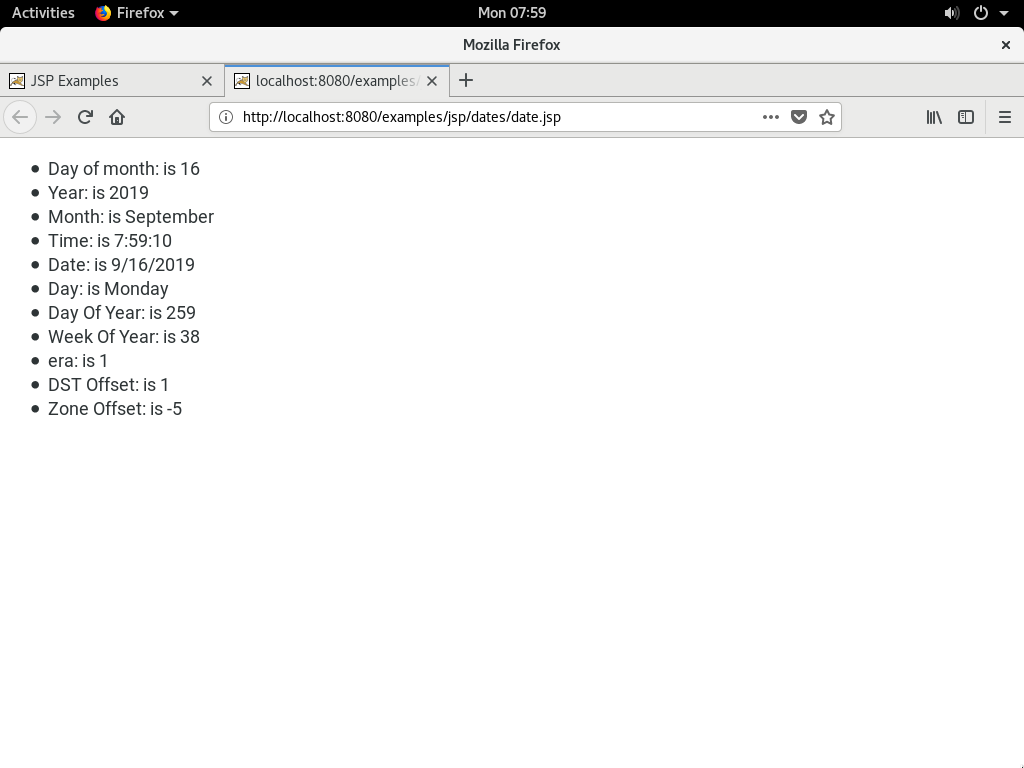 Activities Firefox Mon 07:59
Mozilla Firefox
JSP Examples localhost:8080/examples/
http://localhost:8080/examples/jsp/dates/date.jsp
Day of month: is 16
Year: is 2019
Month: is September
Time: is 7:59:10
Date: is 9/16/2019
Day: is Monday
Day Of Year: is 259
Week Of Year: is 38
era: is 1
DST Offset: is 1
Zone Offset: is -5